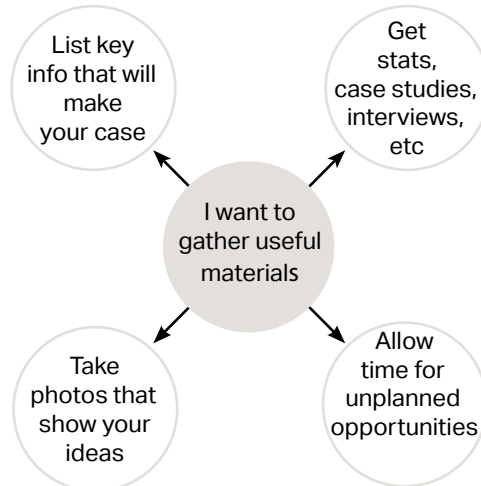 List key
info that will
make
your case
Get
stats,
case studies,
interviews,
etc
I want to
gather useful
materials
Take
photos that
show your
ideas
Allow
time for
unplanned
opportunities